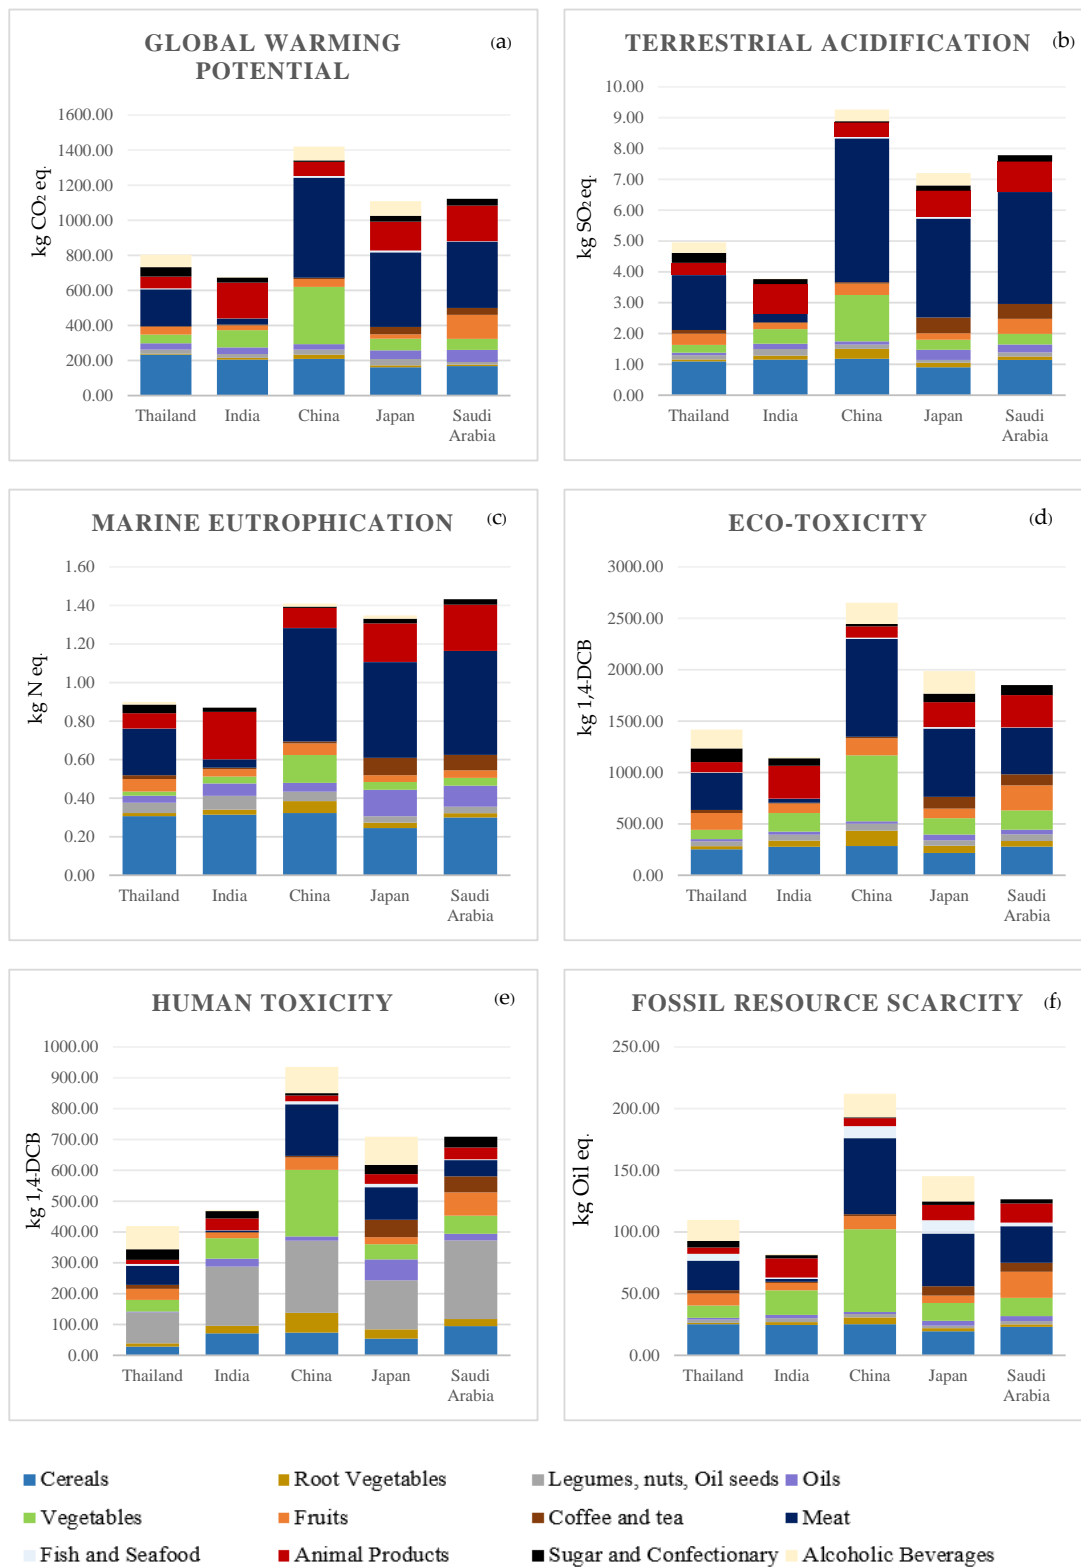 GLOBAL WARMING
POTENTIAL
(a)
kg CO₂ eq.
1600.00
1400.00
1200.00
1000.00
800.00
600.00
400.00
200.00
0.00
Thailand India China Japan Saudi
Arabia
TERRESTRIAL ACIDIFICATION
(b)
kg SO₂ eq.
10.00
9.00
8.00
7.00
6.00
5.00
4.00
3.00
2.00
1.00
0.00
Thailand India China Japan Saudi
Arabia
MARINE EUTROPHICATION
(c)
kg N eq.
1.60
1.40
1.20
1.00
0.80
0.60
0.40
0.20
0.00
Thailand India China Japan Saudi
Arabia
ECO-TOXICITY
(d)
kg 1,4-DCB
3000.00
2500.00
2000.00
1500.00
1000.00
500.00
0.00
Thailand India China Japan Saudi
Arabia
HUMAN TOXICITY
(e)
kg 1,4-DCB
1000.00
900.00
800.00
700.00
600.00
500.00
400.00
300.00
200.00
100.00
0.00
Thailand India China Japan Saudi
Arabia
FOSSIL RESOURCE SCARCITY
(f)
kg Oil eq.
250.00
200.00
150.00
100.00
50.00
0.00
Thailand India China Japan Saudi
Arabia
Cereals Root Vegetables Legumes, nuts, Oil seeds Oils
Vegetables Fruits Coffee and tea Meat
Fish and Seafood Animal Products Sugar and Confectionary Alcoholic Beverages